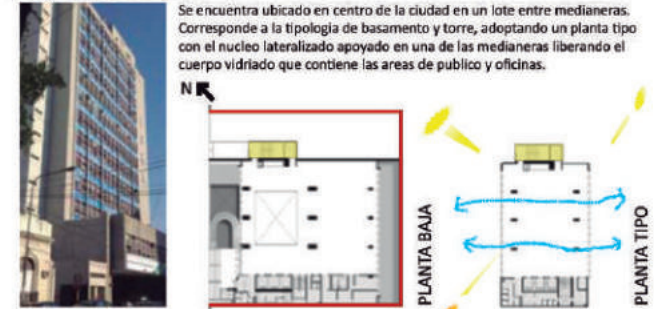 Se encuentra ubicado en centro de la ciudad en un lote entre medianeras.
Corresponde a la tipologia de basamento y torre, adoptando un planta tipo
con el nucleo lateralizado apoyado en una de las medianeras liberando el
cuerpo vidriado que contiene las areas de publico y oficinas.
N
PLANTA BAJA
PLANTA TIPO